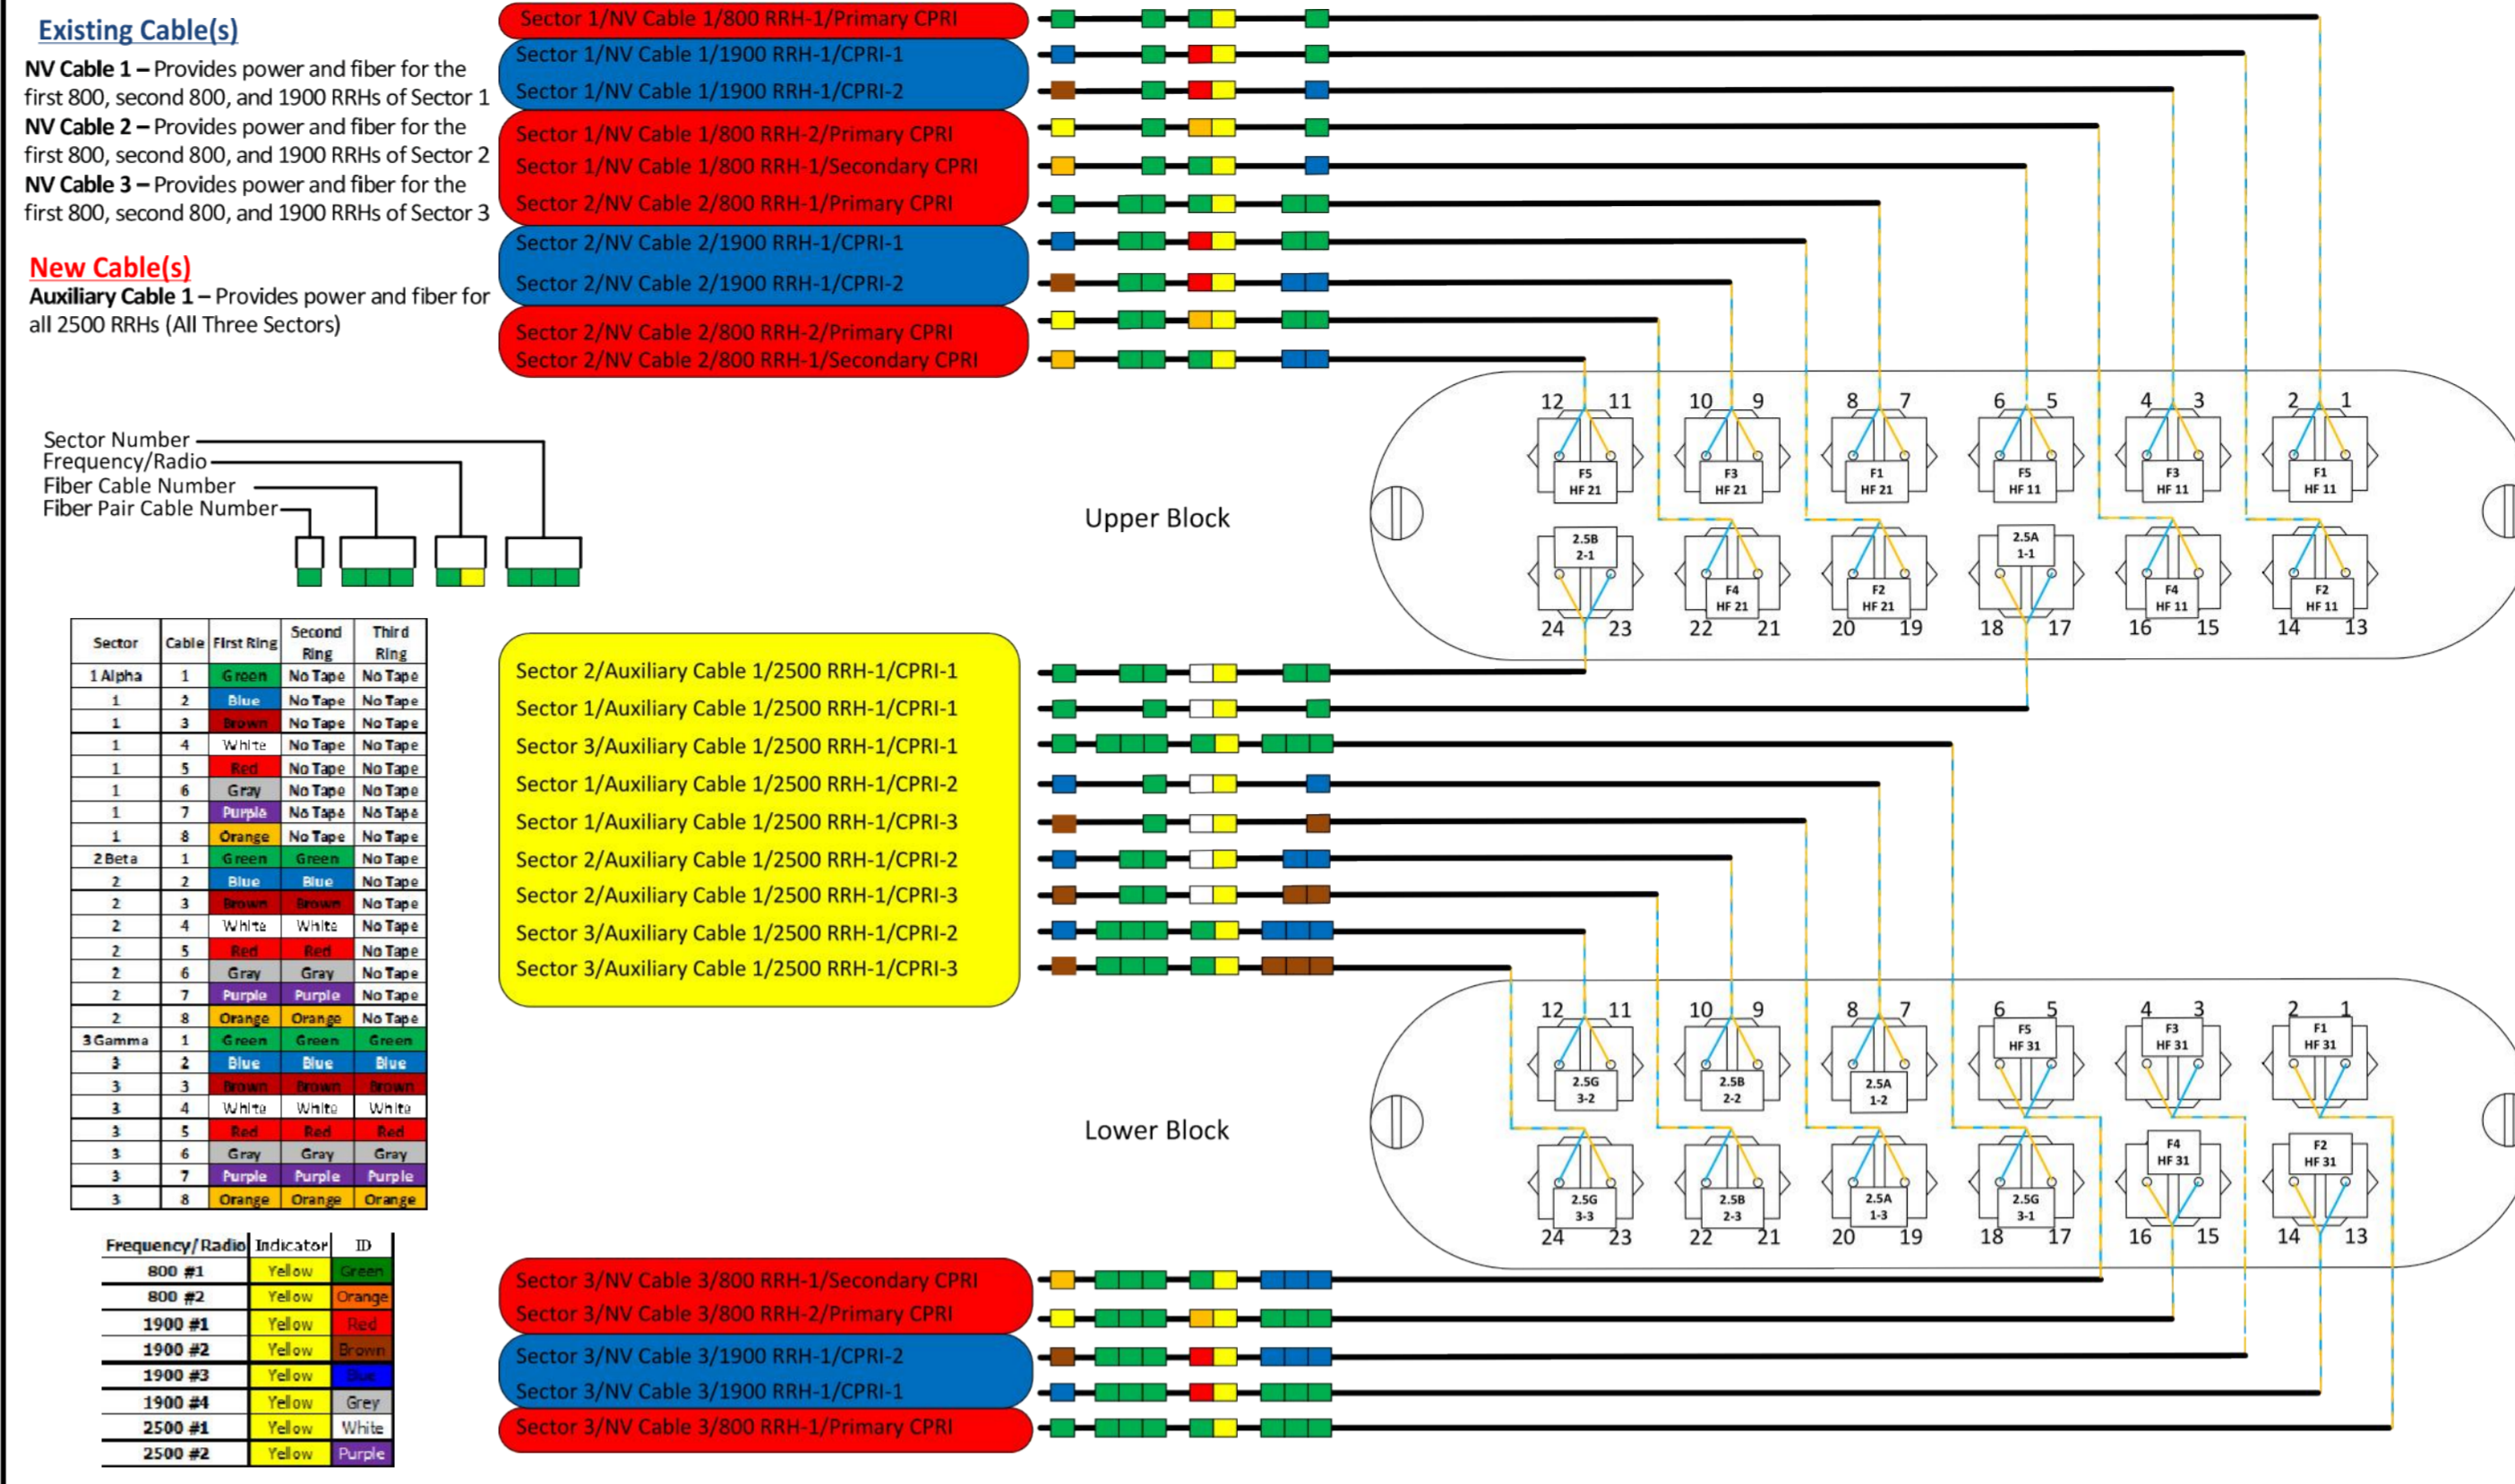 Existing Cable(s)
NV Cable 1 – Provides power and fiber for the
first 800, second 800, and 1900 RRHs of Sector 1
NV Cable 2 – Provides power and fiber for the
first 800, second 800, and 1900 RRHs of Sector 2
NV Cable 3 – Provides power and fiber for the
first 800, second 800, and 1900 RRHs of Sector 3
New Cable(s)
Auxiliary Cable 1 – Provides power and fiber for
all 2500 RRHs (All Three Sectors)
Sector 1/NV Cable 1/800 RRH-1/Primary CPRI
Sector 1/NV Cable 1/1900 RRH-1/CPRI-1
Sector 1/NV Cable 1/1900 RRH-1/CPRI-2
Sector 1/NV Cable 1/800 RRH-2/Primary CPRI
Sector 1/NV Cable 1/800 RRH-1/Secondary CPRI
Sector 2/NV Cable 2/800 RRH-1/Primary CPRI
Sector 2/NV Cable 2/1900 RRH-1/CPRI-1
Sector 2/NV Cable 2/1900 RRH-1/CPRI-2
Sector 2/NV Cable 2/800 RRH-2/Primary CPRI
Sector 2/NV Cable 2/800 RRH-1/Secondary CPRI
Sector Number
Frequency/Radio
Fiber Cable Number
Fiber Pair Cable Number
Upper Block
12 11 10 9 8 7 6 5 4 3 2 1
F5 F3 F1 F5 F3 F1
HF 21 HF 21 HF 21 HF 11 HF 11 HF 11
2.5B 2.5A
2-1 1-1
F4 F2 F4 F2
HF 21 HF 21 HF 11 HF 11
24 23 22 21 20 19 18 17 16 15 14 13
Sector Cable First Ring Second Ring Third Ring
1 Alpha 1 Green No Tape No Tape
1 2 Blue No Tape No Tape
1 3 Brown No Tape No Tape
1 4 White No Tape No Tape
1 5 Red No Tape No Tape
1 6 Gray No Tape No Tape
1 7 Purple No Tape No Tape
1 8 Orange No Tape No Tape
2 Beta 1 Green Green No Tape
2 2 Blue Blue No Tape
2 3 Brown Brown No Tape
2 4 White White No Tape
2 5 Red Red No Tape
2 6 Gray Gray No Tape
2 7 Purple Purple No Tape
2 8 Orange Orange No Tape
3 Gamma 1 Green Green Green
3 2 Blue Blue Blue
3 3 Brown Brown Brown
3 4 White White White
3 5 Red Red Red
3 6 Gray Gray Gray
3 7 Purple Purple Purple
3 8 Orange Orange Orange
Sector 2/Auxiliary Cable 1/2500 RRH-1/CPRI-1
Sector 1/Auxiliary Cable 1/2500 RRH-1/CPRI-1
Sector 3/Auxiliary Cable 1/2500 RRH-1/CPRI-1
Sector 1/Auxiliary Cable 1/2500 RRH-1/CPRI-2
Sector 1/Auxiliary Cable 1/2500 RRH-1/CPRI-3
Sector 2/Auxiliary Cable 1/2500 RRH-1/CPRI-2
Sector 2/Auxiliary Cable 1/2500 RRH-1/CPRI-3
Sector 3/Auxiliary Cable 1/2500 RRH-1/CPRI-2
Sector 3/Auxiliary Cable 1/2500 RRH-1/CPRI-3
Lower Block
12 11 10 9 8 7 6 5 4 3 2 1
F5 F3 F1
HF 31 HF 31 HF 31
2.5G 2.5B 2.5A
3-2 2-2 1-2
F4 F2
HF 31 HF 31
2.5G 2.5B 2.5A 2.5G
3-3 2-3 1-3 3-1
24 23 22 21 20 19 18 17 16 15 14 13
Frequency/Radio Indicator ID
800 #1 Yellow Green
800 #2 Yellow Orange
1900 #1 Yellow Red
1900 #2 Yellow Brown
1900 #3 Yellow Blue
1900 #4 Yellow Grey
2500 #1 Yellow White
2500 #2 Yellow Purple
Sector 3/NV Cable 3/800 RRH-1/Secondary CPRI
Sector 3/NV Cable 3/800 RRH-2/Primary CPRI
Sector 3/NV Cable 3/1900 RRH-1/CPRI-2
Sector 3/NV Cable 3/1900 RRH-1/CPRI-1
Sector 3/NV Cable 3/800 RRH-1/Primary CPRI